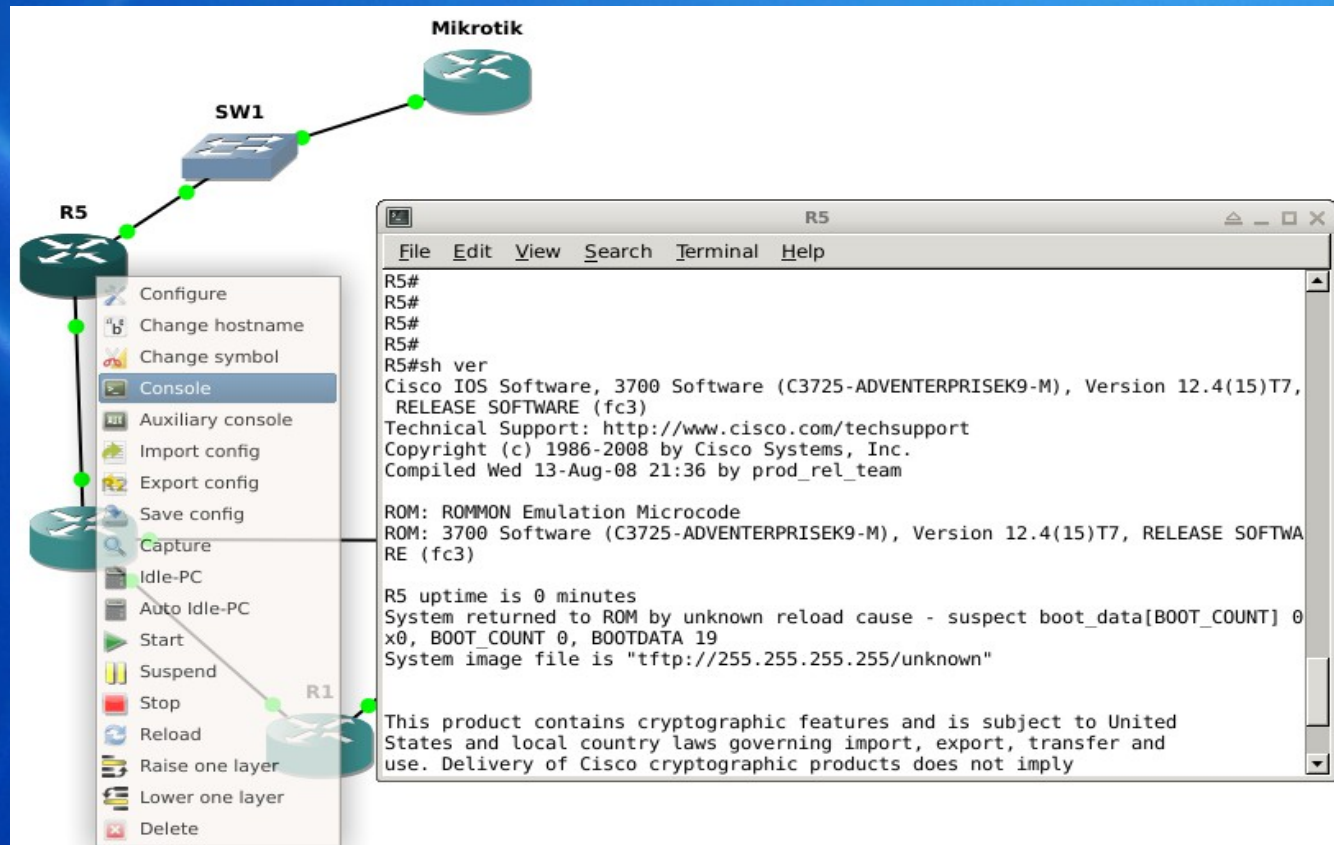 Mikrotik
SW1
R5
R5
File Edit View Search Terminal Help
R5#
R5#
R5#
R5#
R5#sh ver
Cisco IOS Software, 3700 Software (C3725-ADVENTERPRISEK9-M), Version 12.4(15)T7,
RELEASE SOFTWARE (fc3)
Technical Support: http://www.cisco.com/techsupport
Copyright (c) 1986-2008 by Cisco Systems, Inc.
Compiled Wed 13-Aug-08 21:36 by prod_rel_team
ROM: ROMMON Emulation Microcode
ROM: 3700 Software (C3725-ADVENTERPRISEK9-M), Version 12.4(15)T7, RELEASE SOFTWA
RE (fc3)
R5 uptime is 0 minutes
System returned to ROM by unknown reload cause - suspect boot_data[BOOT_COUNT] 0
x0, BOOT_COUNT 0, BOOTDATA 19
System image file is "tftp://255.255.255.255/unknown"
This product contains cryptographic features and is subject to United
States and local country laws governing import, export, transfer and
use. Delivery of Cisco cryptographic products does not imply
Configure
Change hostname
Change symbol
Console
Auxiliary console
Import config
Export config
Save config
Capture
Idle-PC
Auto Idle-PC
Start
Suspend
Stop
Reload
Raise one layer
Lower one layer
Delete
R1